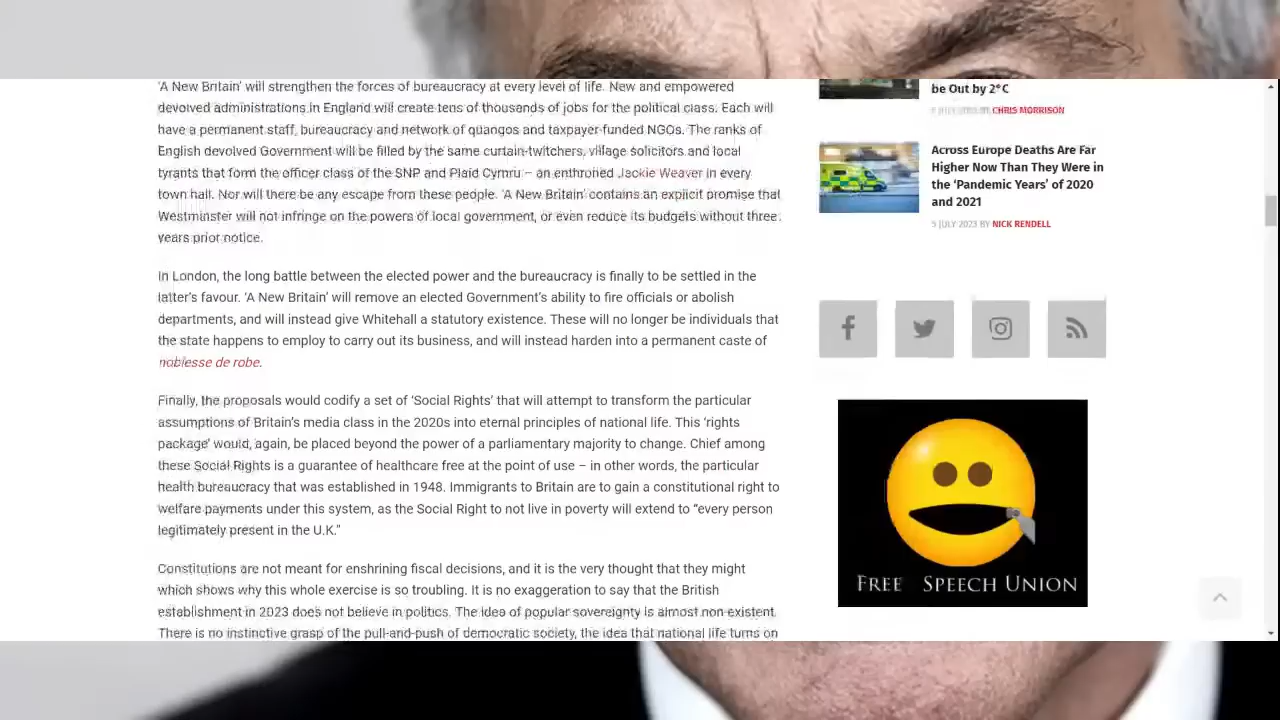 'A New Britain' will strengthen the forces of bureaucracy at every level of life. New and empowered
devolved administrations in England will create tens of thousands of jobs for the political class. Each will
have a permanent staff, bureaucracy and network of quangos and taxpayer-funded NGOs. The ranks of
English devolved Government will be filled by the same curtain-twitchers, village solicitors and local
tyrants that form the officer class of the SNP and Plaid Cymru – an enthroned Jackie Weaver in every
town hall. Nor will there be any escape from these people. 'A New Britain' contains an explicit promise that
Westminster will not infringe on the powers of local government, or even reduce its budgets without three
years prior notice.
In London, the long battle between the elected power and the bureaucracy is finally to be settled in the
latter's favour. 'A New Britain' will remove an elected Government's ability to fire officials or abolish
departments, and will instead give Whitehall a statutory existence. These will no longer be individuals that
the state happens to employ to carry out its business, and will instead harden into a permanent caste of
noblesse de robe.
Finally, the proposals would codify a set of 'Social Rights' that will attempt to transform the particular
assumptions of Britain's media class in the 2020s into eternal principles of national life. This 'rights
package' would, again, be placed beyond the power of a parliamentary majority to change. Chief among
these Social Rights is a guarantee of healthcare free at the point of use – in other words, the particular
health bureaucracy that was established in 1948. Immigrants to Britain are to gain a constitutional right to
welfare payments under this system, as the Social Right to not live in poverty will extend to "every person
legitimately present in the U.K."
Constitutions are not meant for enshrining fiscal decisions, and it is the very thought that they might
which shows why this whole exercise is so troubling. It is no exaggeration to say that the British
establishment in 2023 does not believe in politics. The idea of popular sovereignty is almost non-existent.
There is no instinctive grasp of the pull-and-push of democratic society, the idea that national life turns on
be Out by 2°C
JULY BY CHRIS MORRISON
Across Europe Deaths Are Far
Higher Now Than They Were in
the 'Pandemic Years' of 2020
and 2021
5 JULY 2023 BY NICK RENDELL
FREE SPEECH UNION